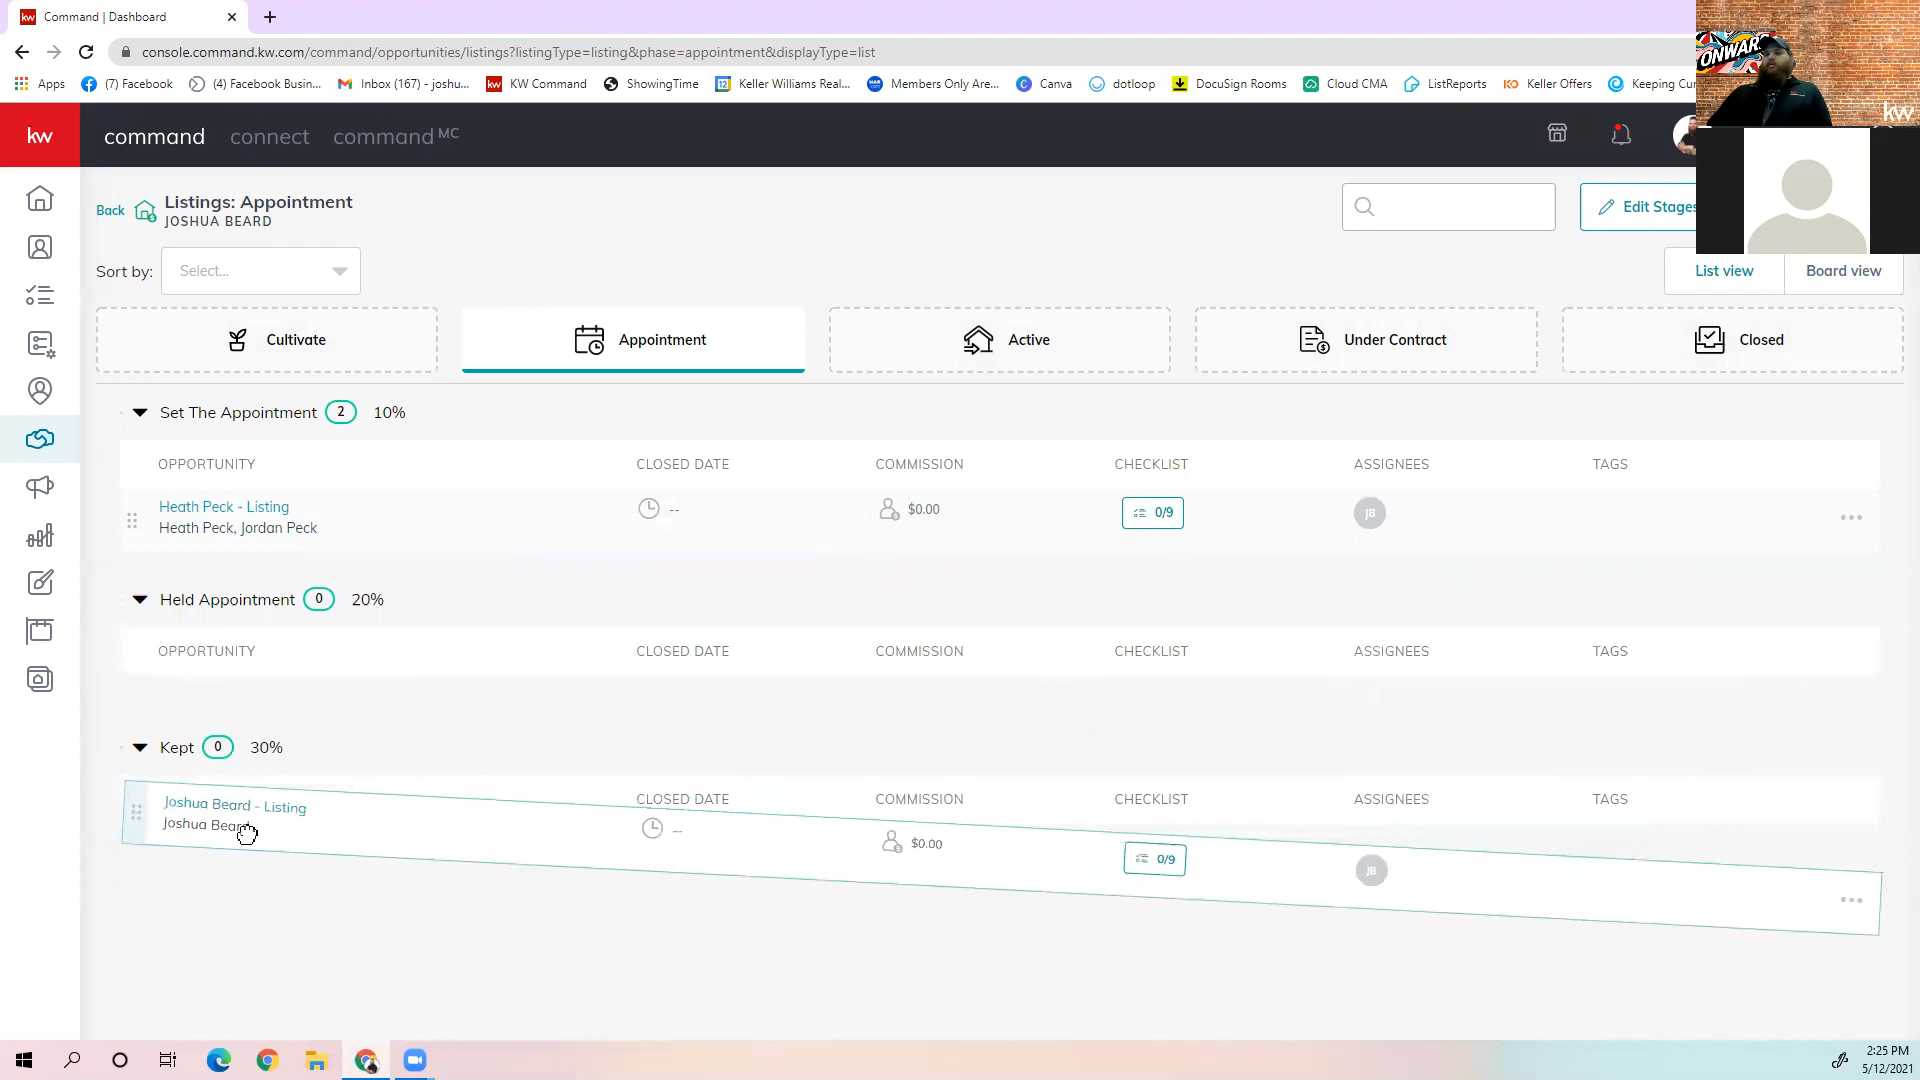 Command | Dashboard
console.command.kw.com/command/opportunities/listings?listingType=listing&phase=appointment&displayType=list
Apps (7) Facebook (4) Facebook Busin... Inbox (167) - joshu... KW Command ShowingTime Keller Williams Real... Members Only Are... Canva dotloop DocuSign Rooms Cloud CMA ListReports Keller Offers Keeping Cu
ONWAR
kw
kw command connect command MC
Back Listings: Appointment
JOSHUA BEARD
Edit Stages
Sort by: Select...
List view Board view
Cultivate Appointment Active Under Contract Closed
Set The Appointment 2 10%
OPPORTUNITY CLOSED DATE COMMISSION CHECKLIST ASSIGNEES TAGS
Heath Peck - Listing
Heath Peck, Jordan Peck
-- $0.00 0/9 JB
Held Appointment 0 20%
OPPORTUNITY CLOSED DATE COMMISSION CHECKLIST ASSIGNEES TAGS
Kept 0 30%
CLOSED DATE COMMISSION CHECKLIST ASSIGNEES TAGS
Joshua Beard - Listing
Joshua Beard
-- $0.00 0/9 JB
2:25 PM
5/12/2021